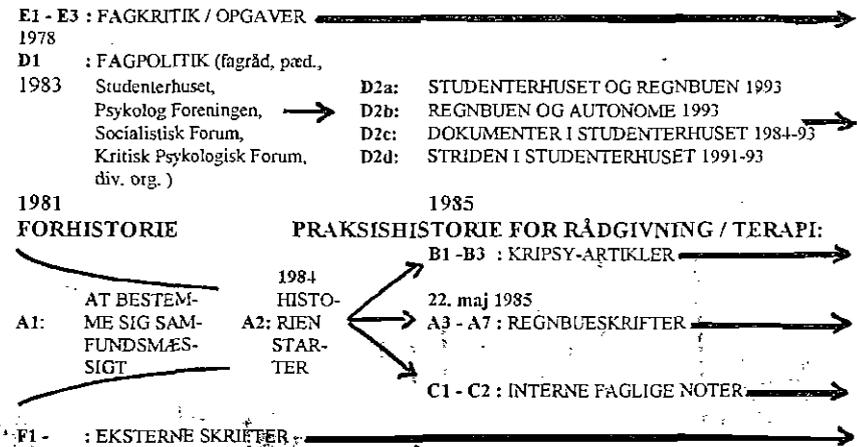 E1 - E3 : FAGKRITIK / OPGAVER
1978
D1 : FAGPOLITIK (fagråd, pæd.,
1983 Studenterhuset,
Psykolog Foreningen,
Socialistisk Forum,
Kritisk Psykologisk Forum,
div. org. )
D2a: STUDENTERHUSET OG REGNBUEN 1993
D2b: REGNBUEN OG AUTONOME 1993
D2c: DOKUMENTER I STUDENTERHUSET 1984-93
D2d: STRIDEN I STUDENTERHUSET 1991-93
1981
FORHISTORIE
1985
PRAKSISHISTORIE FOR RÅDGIVNING / TERAPI:
A1: AT BESTEM-
ME SIG SAM-
FUNDSMÆS-
SIGT
1984
A2: HISTO-
RIEN
STAR-
TER
B1 -B3 : KRIPSY-ARTIKLER
22. maj 1985
A3 - A7 : REGNBUESKRIFTER
C1 - C2 : INTERNE FAGLIGE NOTER
F1 - : EKSTERNE SKRIFTER